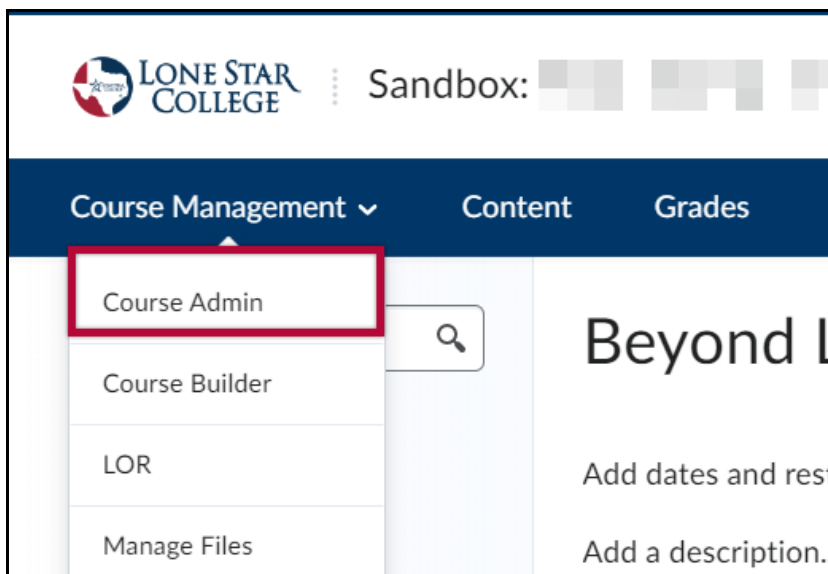 LONE STAR
COLLEGE
Sandbox:
Course Management Content Grades
Course Admin
Course Builder
LOR
Manage Files
Beyond
Add dates and
Add a description.